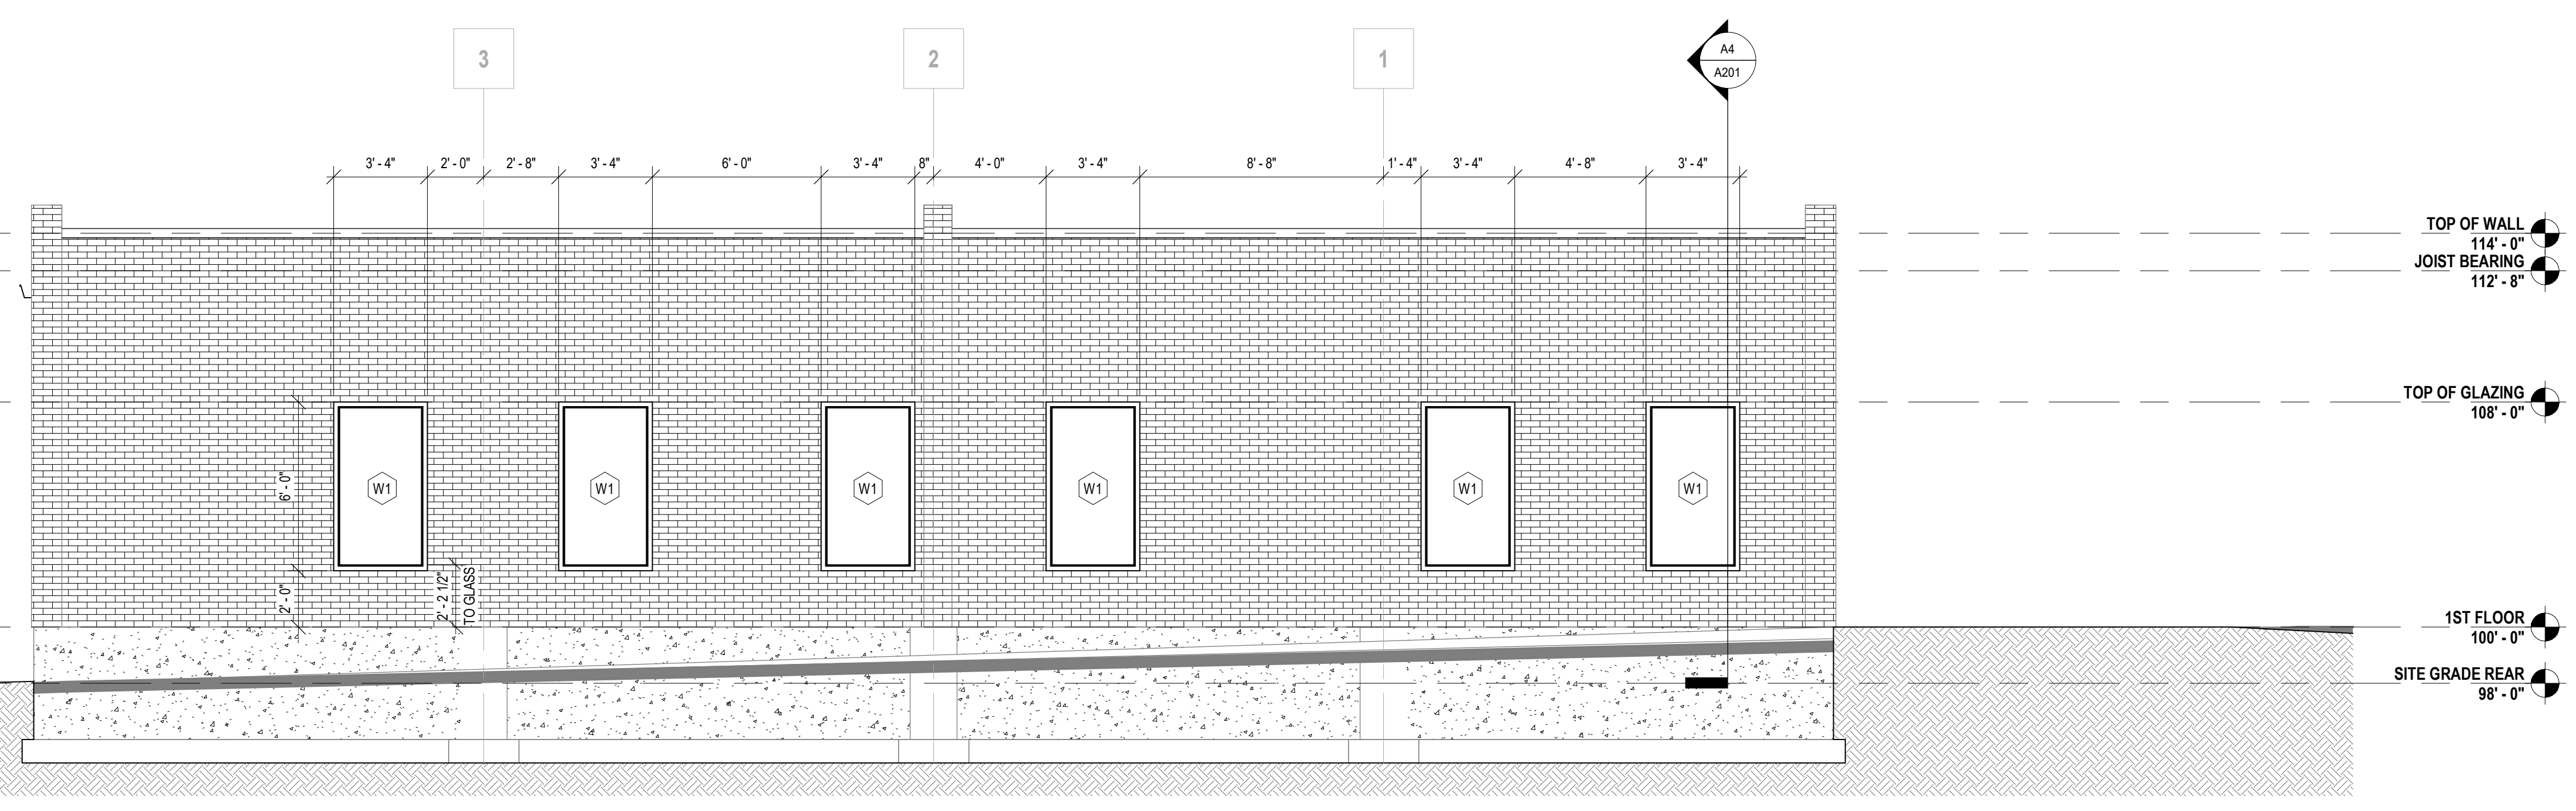 3
2
1
A4
A201
3' - 4"
2' - 0"
2' - 8"
3' - 4"
6' - 0"
3' - 4"
8"
4' - 0"
3' - 4"
8' - 8"
1' - 4"
3' - 4"
4' - 8"
3' - 4"
TOP OF WALL
114' - 0"
JOIST BEARING
112' - 8"
TOP OF GLAZING
108' - 0"
6' - 0"
W1
W1
W1
W1
W1
W1
2' - 0"
2' - 2 1/2"
TO GLASS
1ST FLOOR
100' - 0"
SITE GRADE REAR
98' - 0"